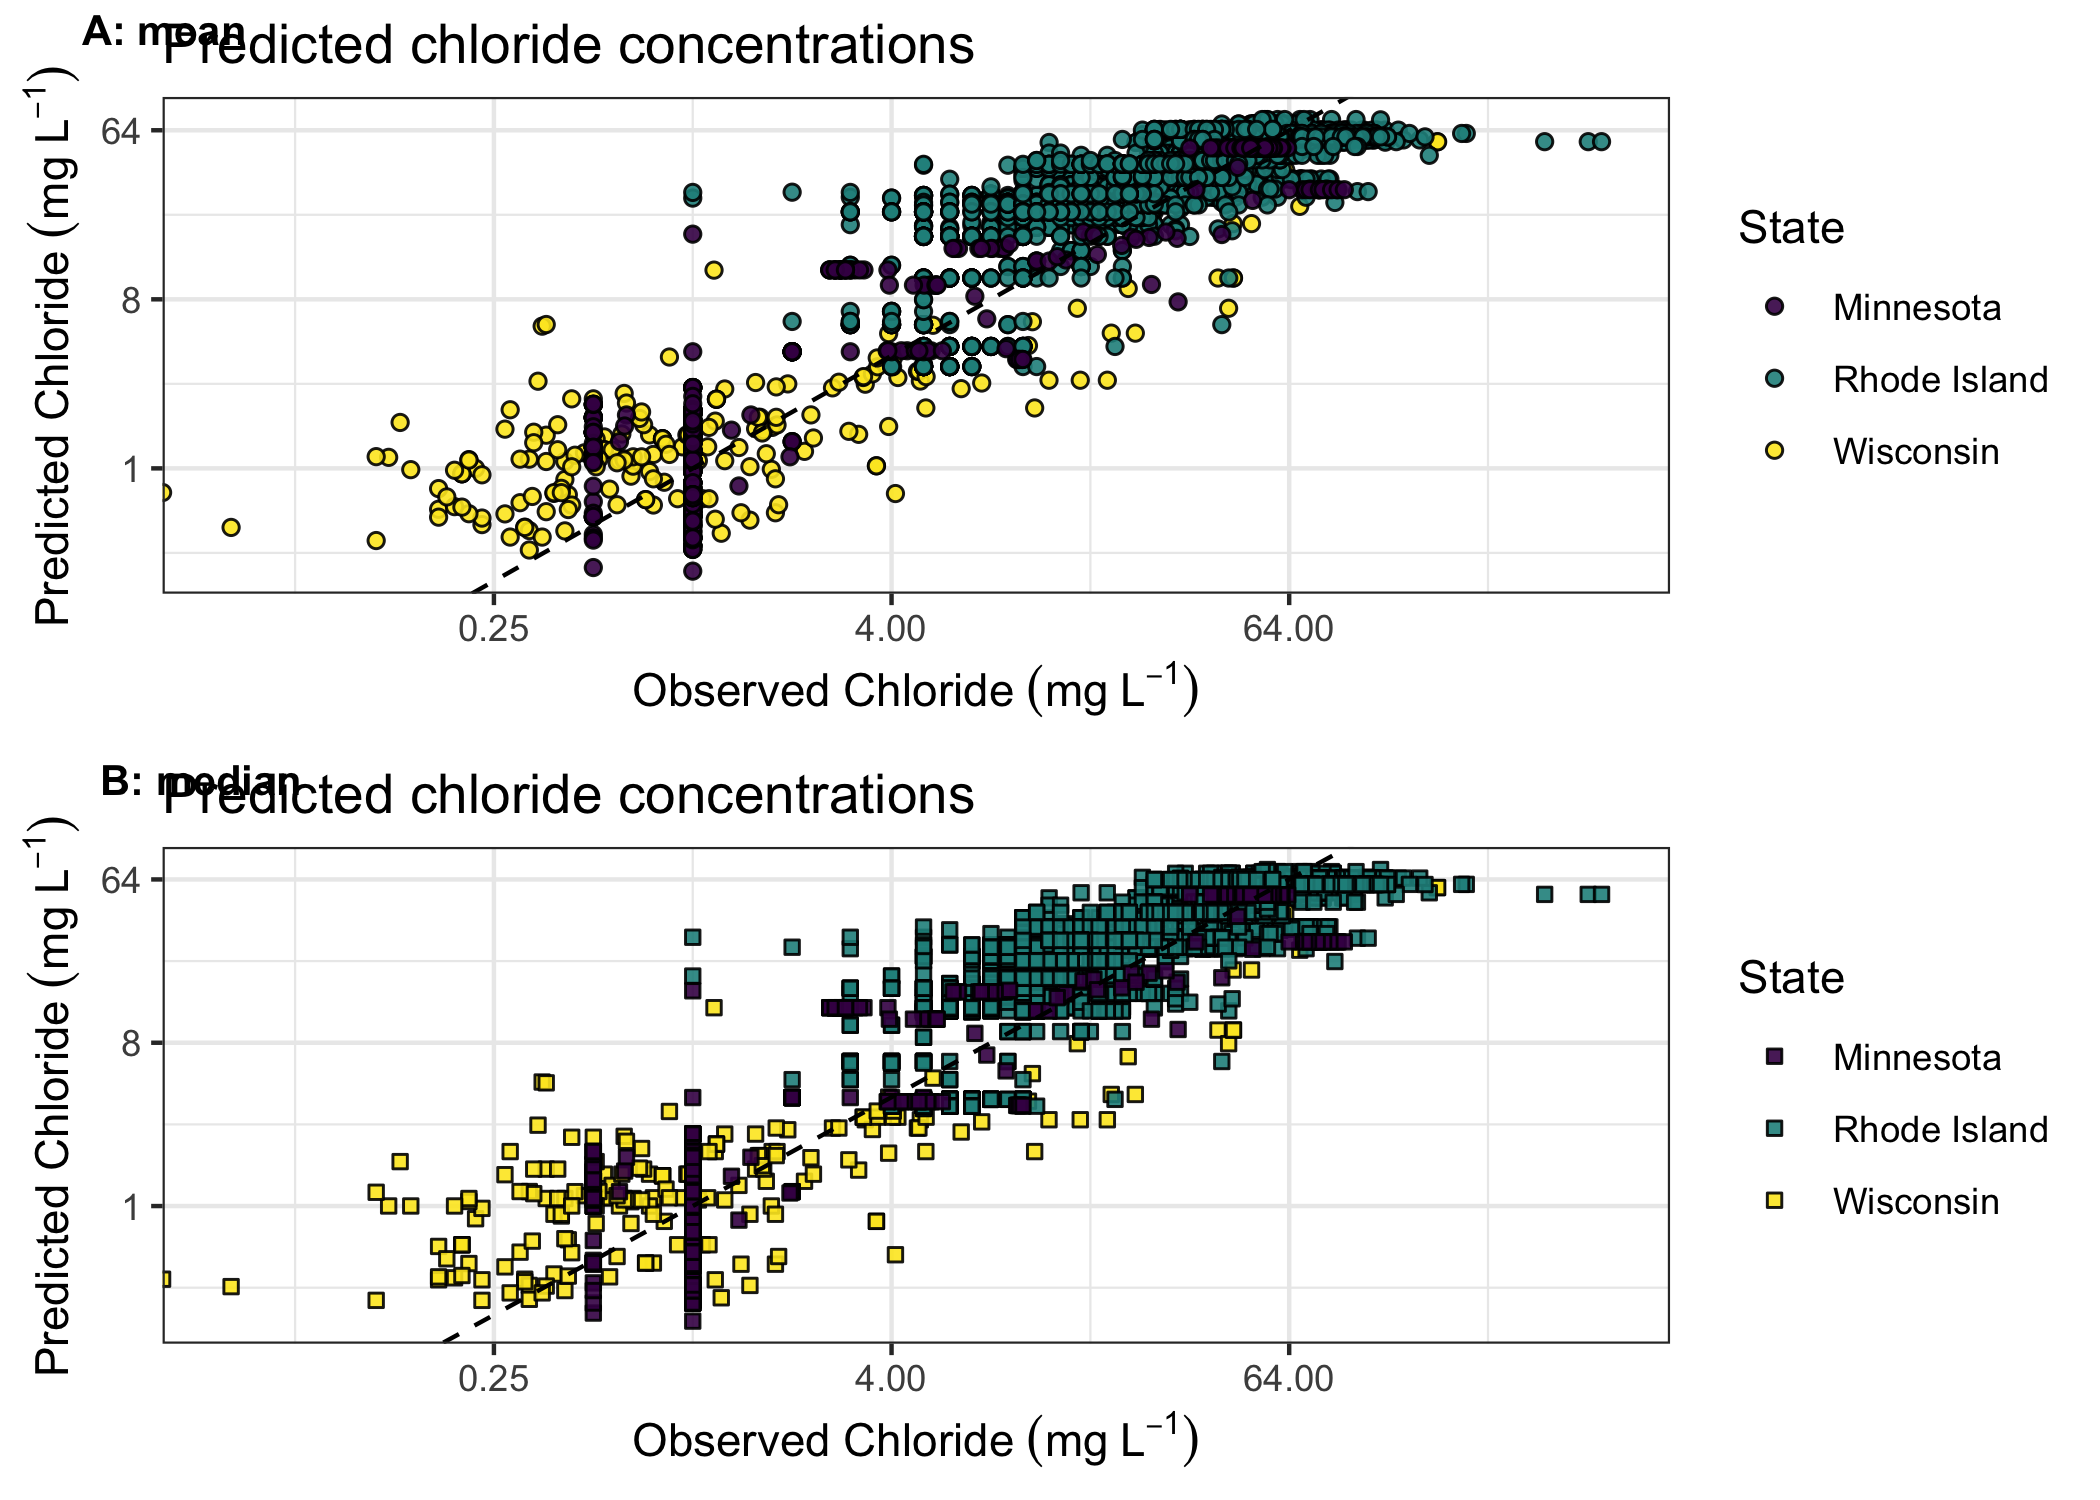 A: mean
Predicted chloride concentrations
Predicted Chloride (mg L⁻¹)
64
8
1
0.25 4.00 64.00
Observed Chloride (mg L⁻¹)
State
Minnesota
Rhode Island
Wisconsin
B: median
Predicted chloride concentrations
Predicted Chloride (mg L⁻¹)
64
8
1
0.25 4.00 64.00
Observed Chloride (mg L⁻¹)
State
Minnesota
Rhode Island
Wisconsin